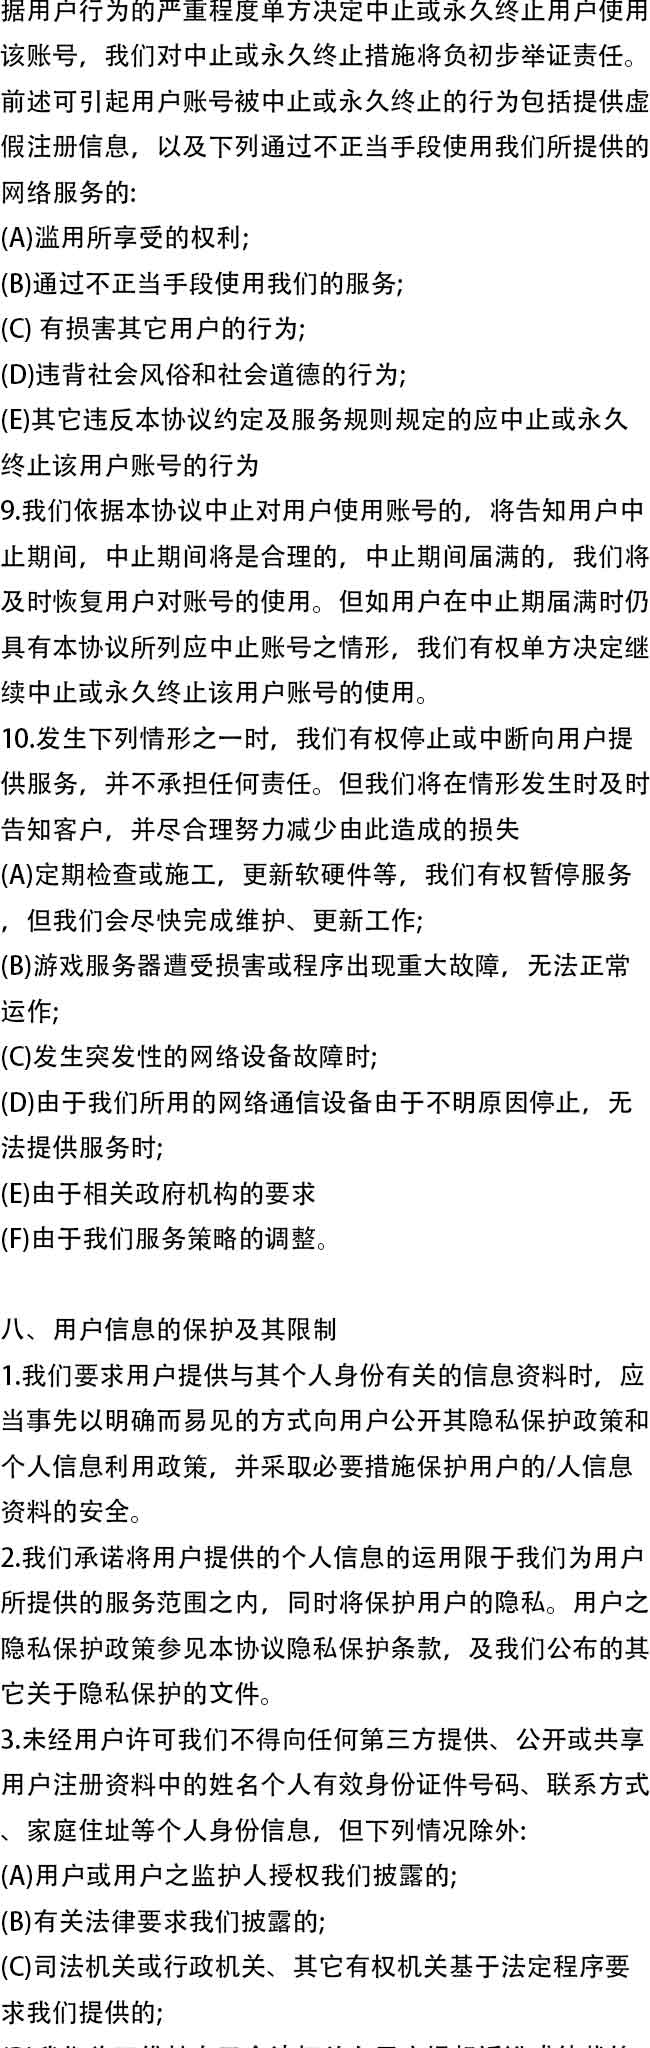 据用户行为的严重程度单方决定中止或永久终止用户使用
该账号，我们对中止或永久终止措施将负初步举证责任。
前述可引起用户账号被中止或永久终止的行为包括提供虚
假注册信息，以及下列通过不正当手段使用我们所提供的
网络服务的:
(A)滥用所享受的权利;
(B)通过不正当手段使用我们的服务;
(C) 有损害其它用户的行为;
(D)违背社会风俗和社会道德的行为;
(E)其它违反本协议约定及服务规则规定的应中止或永久
终止该用户账号的行为
9.我们依据本协议中止对用户使用账号的，将告知用户中
止期间，中止期间将是合理的，中止期间届满的，我们将
及时恢复用户对账号的使用。但如用户在中止期届满时仍
具有本协议所列应中止账号之情形，我们有权单方决定继
续中止或永久终止该用户账号的使用。
10.发生下列情形之一时，我们有权停止或中断向用户提
供服务，并不承担任何责任。但我们将在情形发生时及时
告知客户，并尽合理努力减少由此造成的损失
(A)定期检查或施工，更新软硬件等，我们有权暂停服务
，但我们会尽快完成维护、更新工作;
(B)游戏服务器遭受损害或程序出现重大故障，无法正常
运作;
(C)发生突发性的网络设备故障时;
(D)由于我们所用的网络通信设备由于不明原因停止，无
法提供服务时;
(E)由于相关政府机构的要求
(F)由于我们服务策略的调整。
八、用户信息的保护及其限制
1.我们要求用户提供与其个人身份有关的信息资料时，应
当事先以明确而易见的方式向用户公开其隐私保护政策和
个人信息利用政策，并采取必要措施保护用户的/人信息
资料的安全。
2.我们承诺将用户提供的个人信息的运用限于我们为用户
所提供的服务范围之内，同时将保护用户的隐私。用户之
隐私保护政策参见本协议隐私保护条款，及我们公布的其
它关于隐私保护的文件。
3.未经用户许可我们不得向任何第三方提供、公开或共享
用户注册资料中的姓名个人有效身份证件号码、联系方式
、家庭住址等个人身份信息，但下列情况除外:
(A)用户或用户之监护人授权我们披露的;
(B)有关法律要求我们披露的;
(C)司法机关或行政机关、其它有权机关基于法定程序要
求我们提供的;